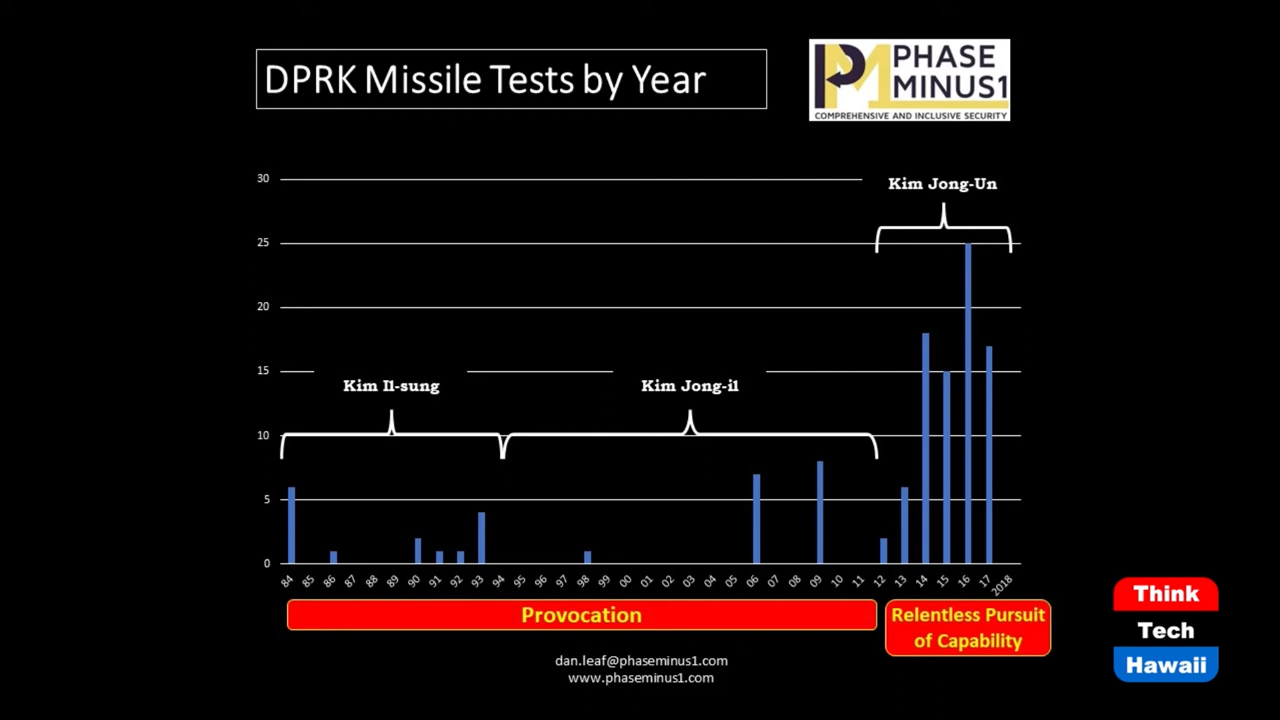 DPRK Missile Tests by Year
PM PHASE
MINUS1
COMPREHENSIVE AND INCLUSIVE SECURITY
30
Kim Jong-Un
25
20
15
Kim Il-sung
Kim Jong-il
10
5
0
84 85 86 87 88 89 90 91 92 93 94 95 96 97 98 99 00 01 02 03 04 05 06 07 08 09 10 11 12 13 14 15 16 17 2018
Provocation
Relentless Pursuit
of Capability
Think
Tech
Hawaii
dan.leaf@phaseminus1.com
www.phaseminus1.com